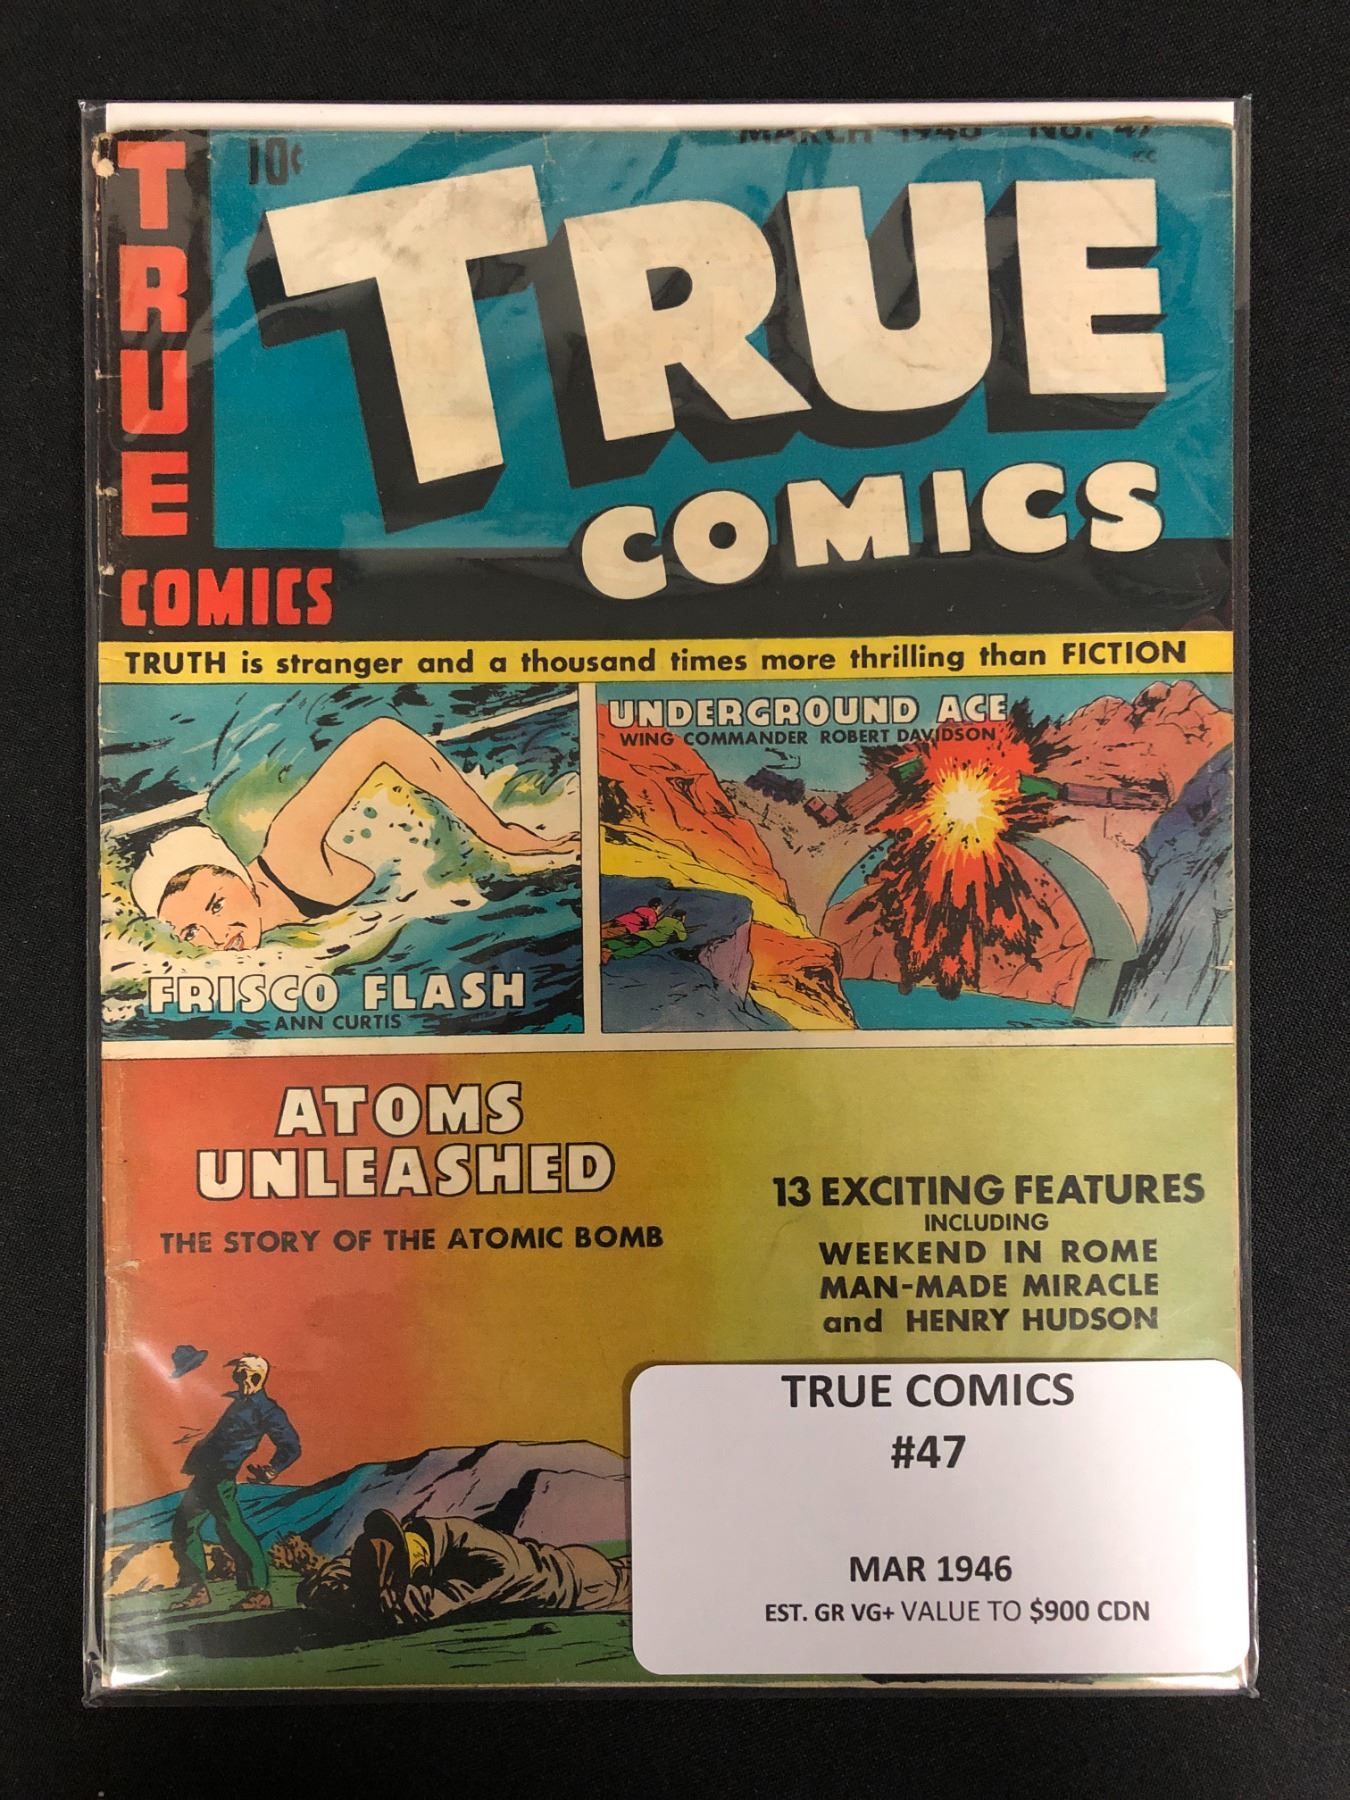 10¢
MARCH 1946 No. 47
TRUE
COMICS
TRUE
COMICS
TRUTH is stranger and a thousand times more thrilling than FICTION
FRISCO FLASH
ANN CURTIS
UNDERGROUND ACE
WING COMMANDER ROBERT DAVIDSON
ATOMS
UNLEASHED
THE STORY OF THE ATOMIC BOMB
13 EXCITING FEATURES
INCLUDING
WEEKEND IN ROME
MAN-MADE MIRACLE
and HENRY HUDSON
TRUE COMICS
#47
MAR 1946
EST. GR VG+ VALUE TO $900 CDN